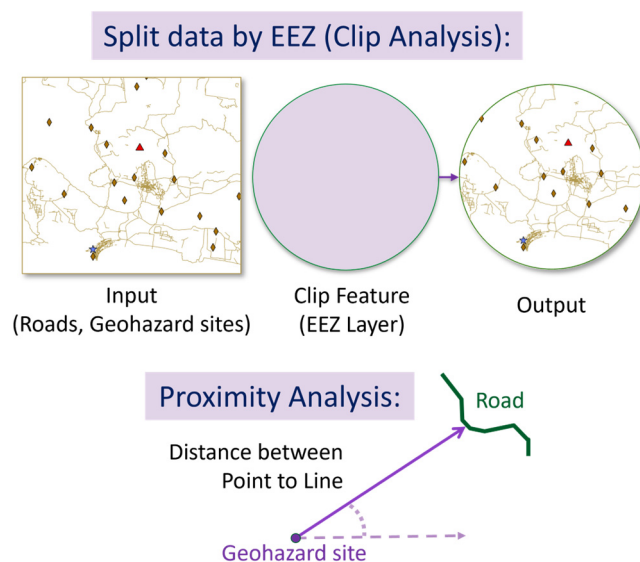 Split data by EEZ (Clip Analysis):
Input
(Roads, Geohazard sites)
Clip Feature
(EEZ Layer)
Output
Proximity Analysis:
Road
Distance between
Point to Line
Geohazard site